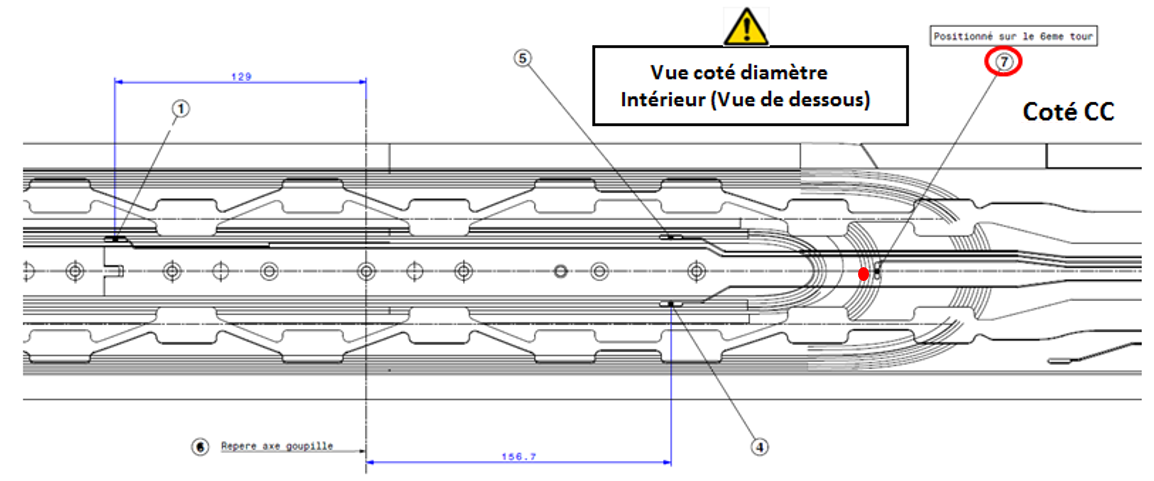 Positionné sur le 6eme tour
7
5
Vue coté diamètre
Intérieur (Vue de dessous)
Coté CC
129
1
6 Repere axe goupille
4
156.7